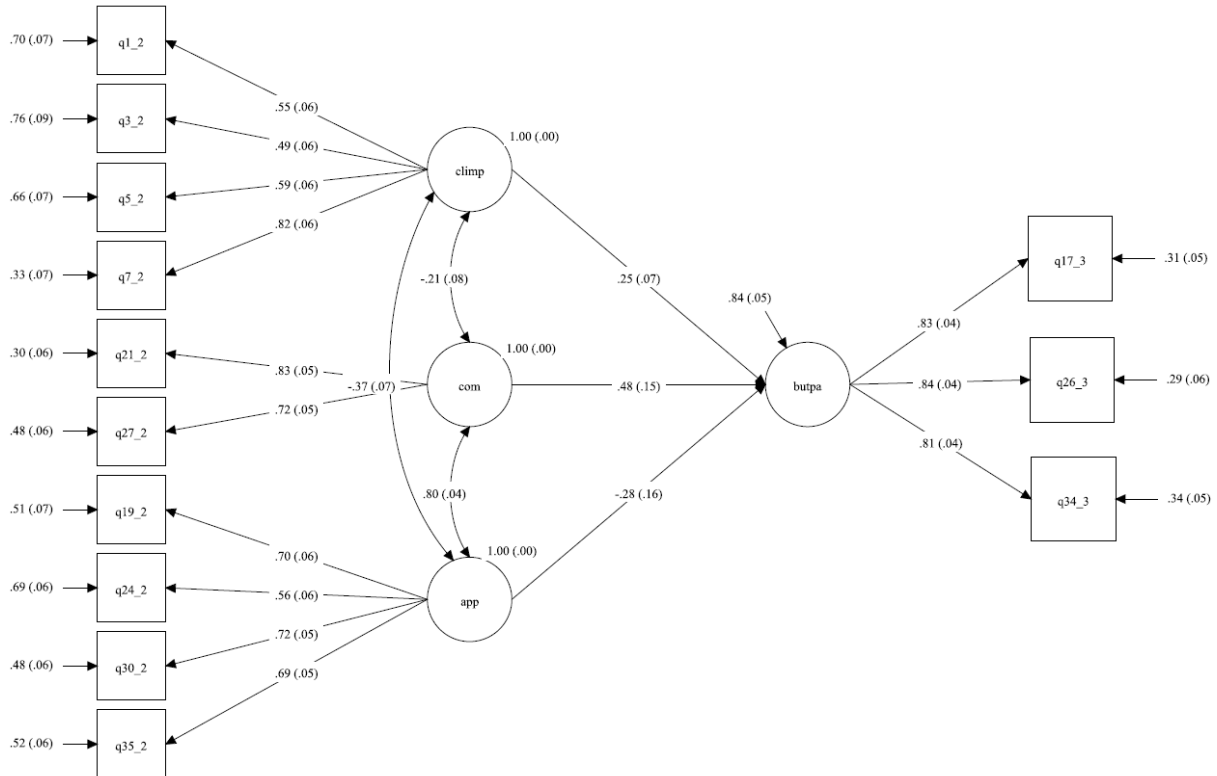 .70 (.07)
q1_2
.76 (.09)
q3_2
.66 (.07)
q5_2
.33 (.07)
q7_2
.30 (.06)
q21_2
.48 (.06)
q27_2
.51 (.07)
q19_2
.69 (.06)
q24_2
.48 (.06)
q30_2
.52 (.06)
q35_2
.55 (.06)
.49 (.06)
.59 (.06)
.82 (.06)
.83 (.05)
.72 (.05)
.70 (.06)
.56 (.06)
.72 (.05)
.69 (.05)
1.00 (.00)
climp
-.21 (.08)
1.00 (.00)
com
-.37 (.07)
.80 (.04)
1.00 (.00)
app
.25 (.07)
.48 (.15)
-.28 (.16)
.84 (.05)
butpa
.83 (.04)
.84 (.04)
.81 (.04)
q17_3
.31 (.05)
q26_3
.29 (.06)
q34_3
.34 (.05)